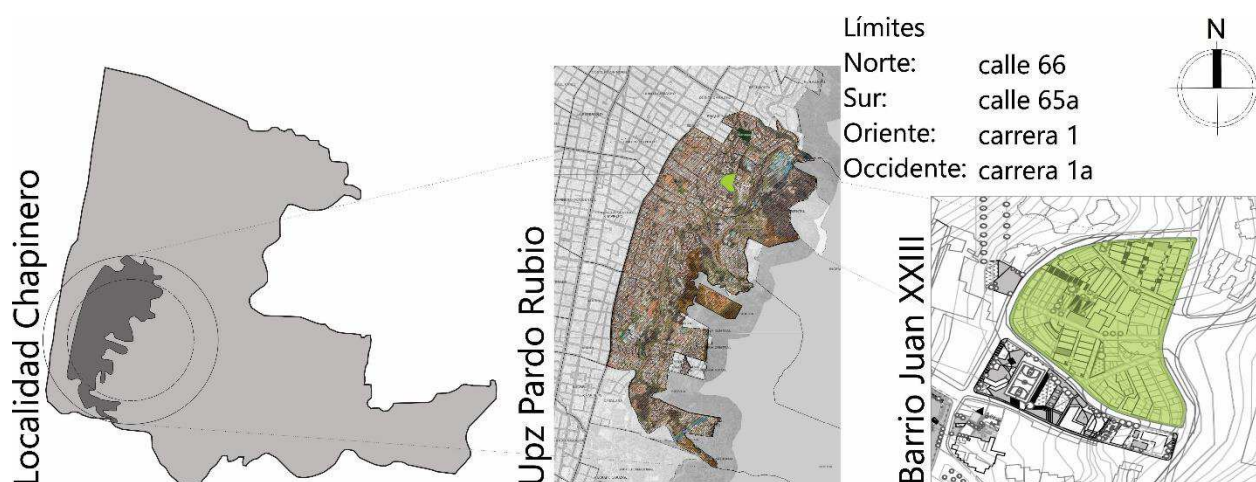 Localidad Chapinero
Upz Pardo Rubio
Límites
Norte: calle 66
Sur: calle 65a
Oriente: carrera 1
Occidente: carrera 1a
N
Barrio Juan XXIII